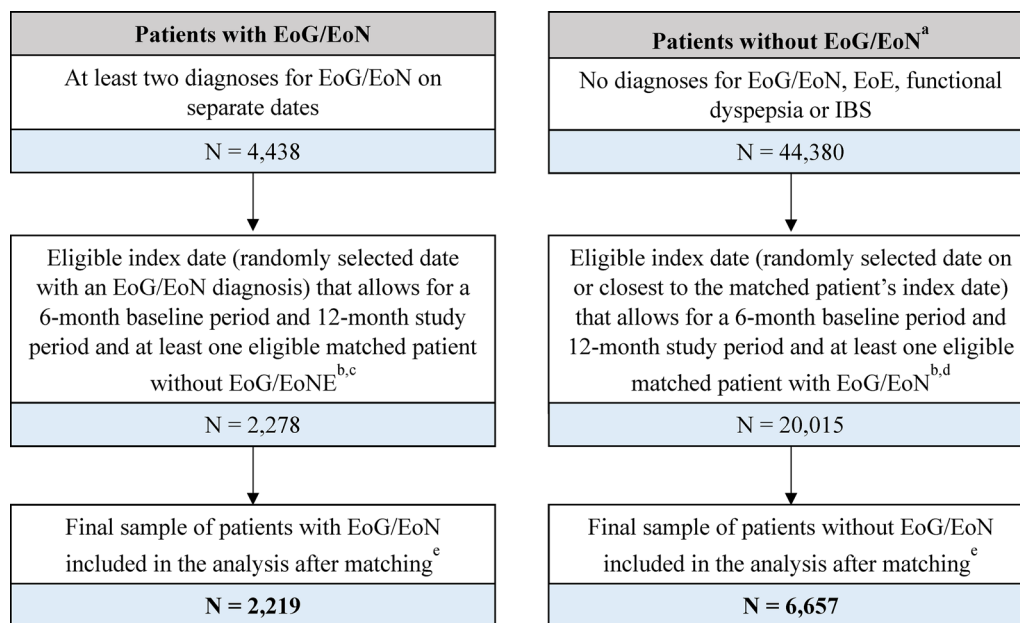 Patients with EoG/EoN
At least two diagnoses for EoG/EoN on
separate dates
N = 4,438
Eligible index date (randomly selected date
with an EoG/EoN diagnosis) that allows for a
6-month baseline period and 12-month study
period and at least one eligible matched patient
without EoG/EoNE b,c
N = 2,278
Final sample of patients with EoG/EoN
included in the analysis after matching e
N = 2,219
Patients without EoG/EoN a
No diagnoses for EoG/EoN, EoE, functional
dyspepsia or IBS
N = 44,380
Eligible index date (randomly selected date on
or closest to the matched patient's index date)
that allows for a 6-month baseline period and
12-month study period and at least one eligible
matched patient with EoG/EoN b,d
N = 20,015
Final sample of patients without EoG/EoN
included in the analysis after matching e
N = 6,657